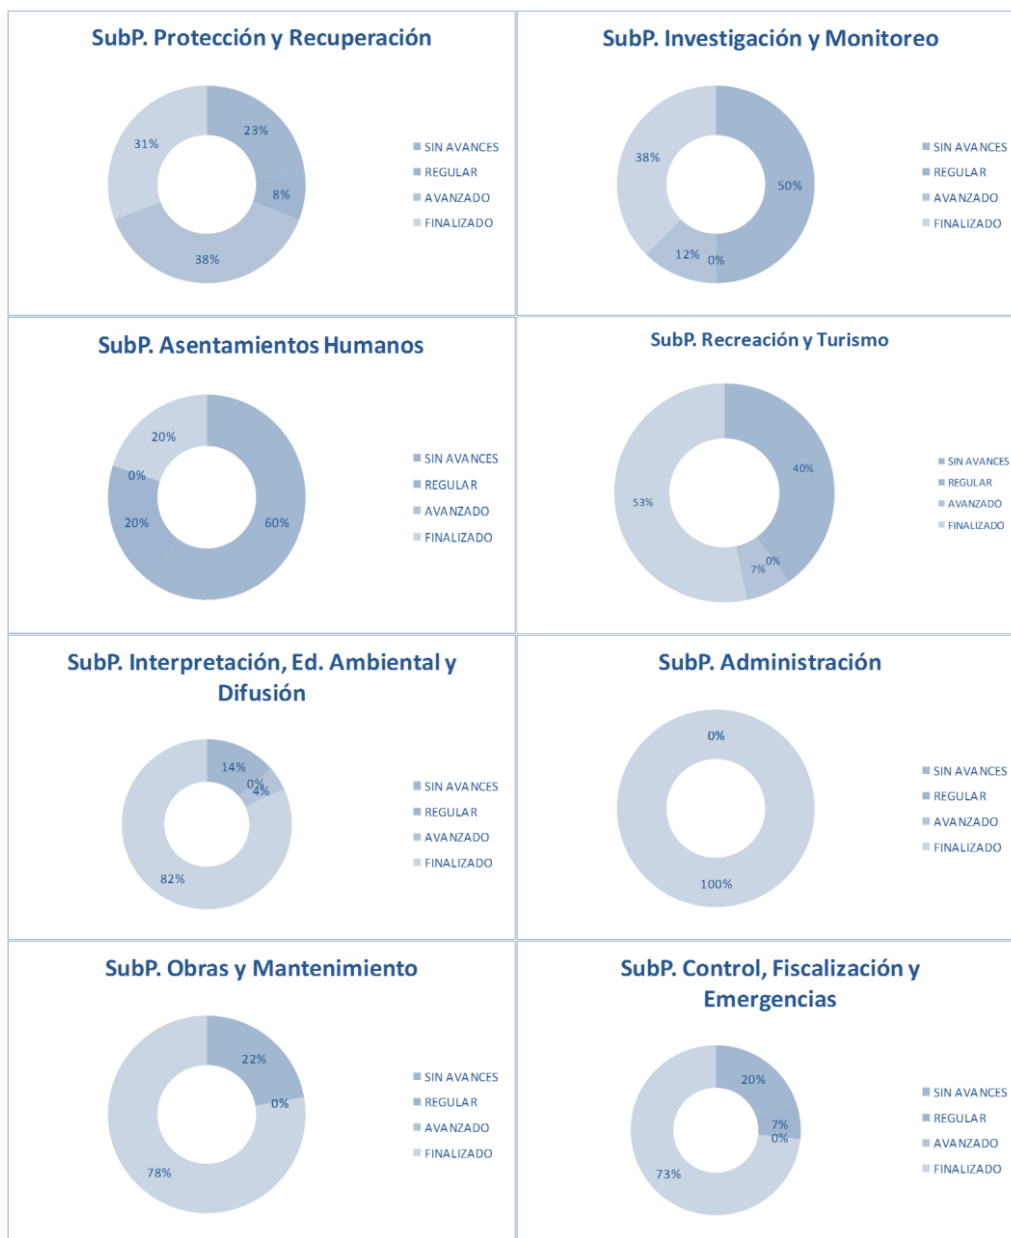 SubP. Protección y Recuperación
23%
8%
38%
31%
SIN AVANCES
REGULAR
AVANZADO
FINALIZADO
SubP. Investigación y Monitoreo
50%
0%
12%
38%
SIN AVANCES
REGULAR
AVANZADO
FINALIZADO
SubP. Asentamientos Humanos
60%
20%
0%
20%
SIN AVANCES
REGULAR
AVANZADO
FINALIZADO
SubP. Recreación y Turismo
40%
0%
7%
53%
SIN AVANCES
REGULAR
AVANZADO
FINALIZADO
SubP. Interpretación, Ed. Ambiental y
Difusión
14%
0%
4%
82%
SIN AVANCES
REGULAR
AVANZADO
FINALIZADO
SubP. Administración
0%
100%
SIN AVANCES
REGULAR
AVANZADO
FINALIZADO
SubP. Obras y Mantenimiento
22%
0%
78%
SIN AVANCES
REGULAR
AVANZADO
FINALIZADO
SubP. Control, Fiscalización y
Emergencias
20%
7%
0%
73%
SIN AVANCES
REGULAR
AVANZADO
FINALIZADO